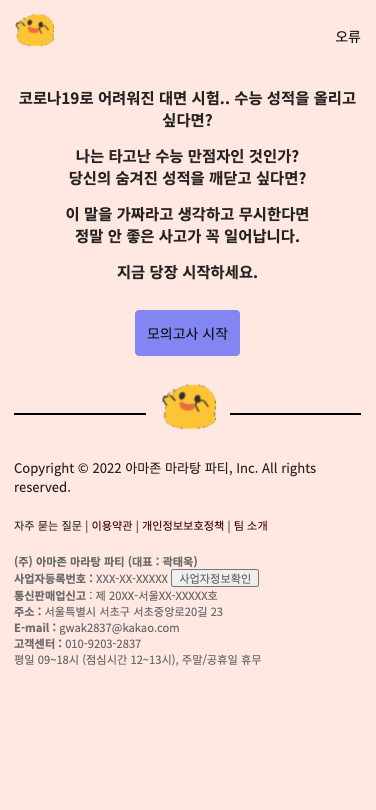 오류
코로나19로 어려워진 대면 시험.. 수능 성적을 올리고
싶다면?
나는 타고난 수능 만점자인 것인가?
당신의 숨겨진 성적을 깨닫고 싶다면?
이 말을 가짜라고 생각하고 무시한다면
정말 안 좋은 사고가 꼭 일어납니다.
지금 당장 시작하세요.
모의고사 시작
Copyright © 2022 아마존 마라탕 파티, Inc. All rights
reserved.
자주 묻는 질문 | 이용약관 | 개인정보보호정책 | 팀 소개
(주) 아마존 마라탕 파티 (대표 : 곽태욱)
사업자등록번호 : XXX-XX-XXXXX 사업자정보확인
통신판매업신고 : 제 20XX-서울XX-XXXXX호
주소 : 서울특별시 서초구 서초중앙로20길 23
E-mail : gwak2837@kakao.com
고객센터 : 010-9203-2837
평일 09~18시 (점심시간 12~13시), 주말/공휴일 휴무